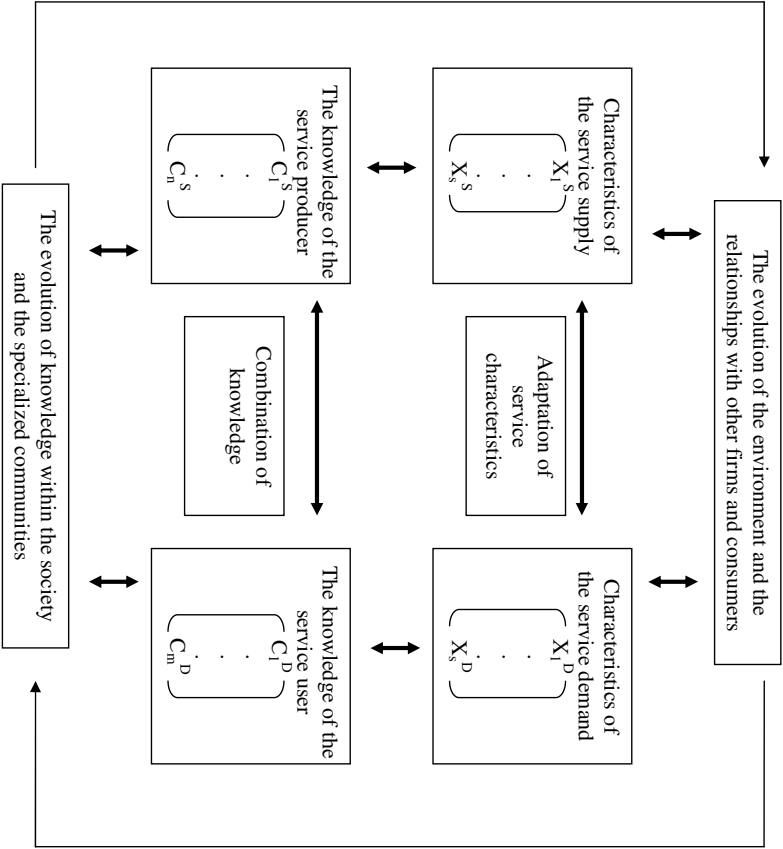 The evolution of the environment and the
relationships with other firms and consumers
Characteristics of
the service supply
X₁ˢ
.
.
.
Xₛˢ
Adaptation of
service
characteristics
Characteristics of
the service demand
X₁ᴰ
.
.
.
Xₛᴰ
The knowledge of the
service producer
C₁ˢ
.
.
.
Cₙˢ
Combination of
knowledge
The knowledge of the
service user
C₁ᴰ
.
.
.
Cₘᴰ
The evolution of knowledge within the society
and the specialized communities